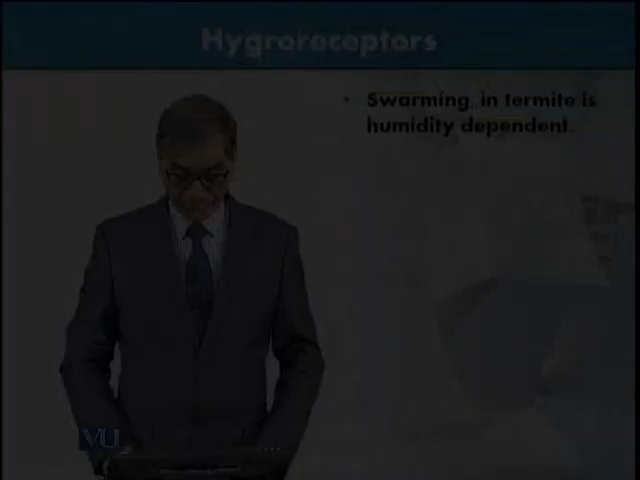 Hygroreceptors
• Swarming, in termite is
humidity dependent.
VU